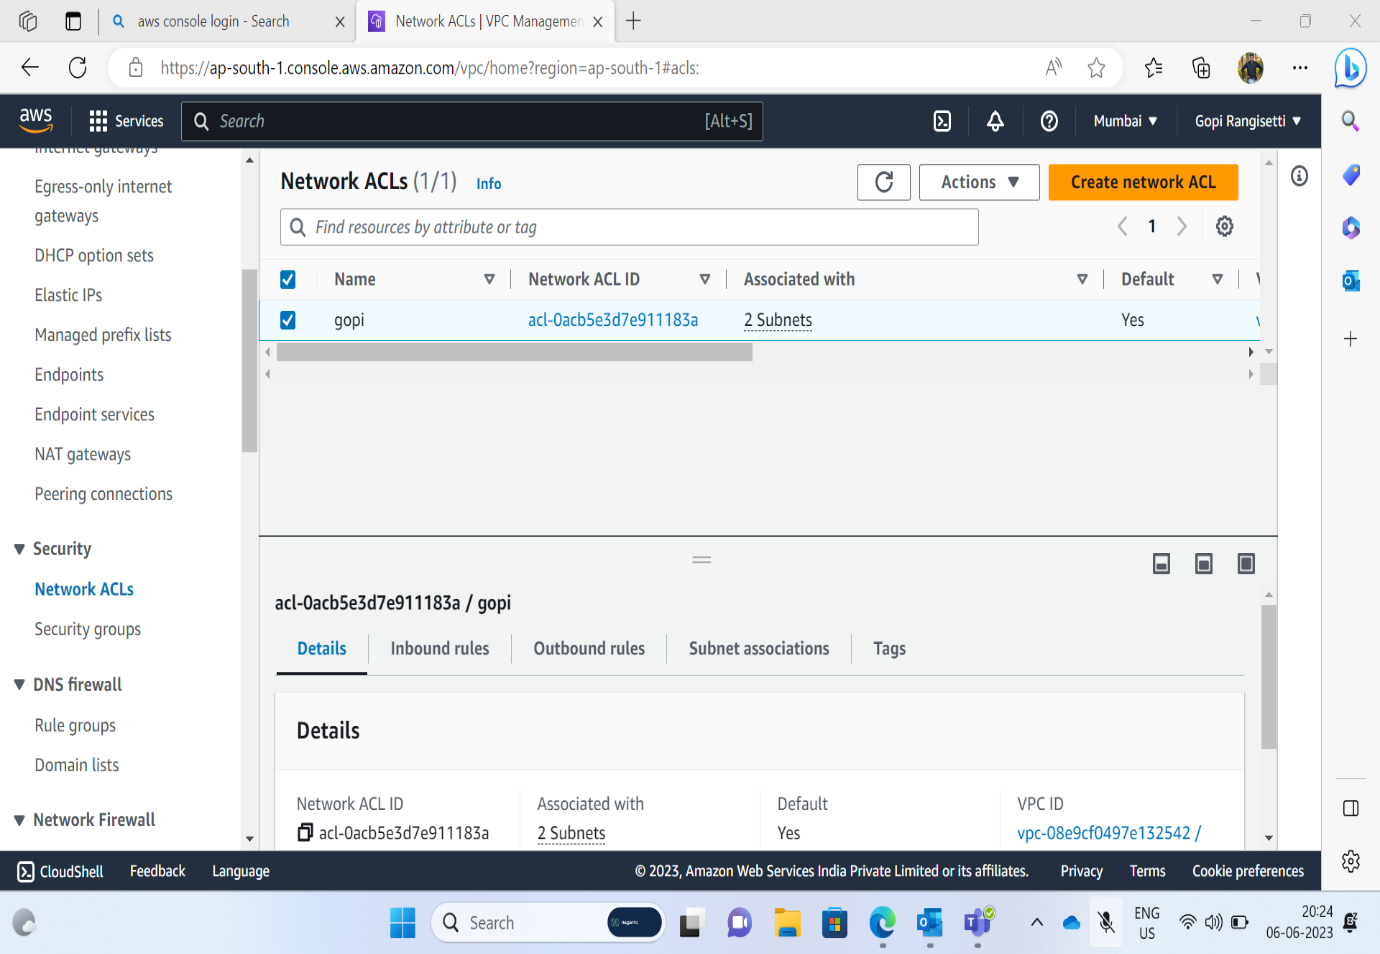 aws console login - Search
Network ACLs | VPC Managemen
https://ap-south-1.console.aws.amazon.com/vpc/home?region=ap-south-1#acls:
aws
Services
Search
[Alt+S]
Mumbai
Gopi Rangisetti
Internet gateways
Egress-only internet
gateways
DHCP option sets
Elastic IPs
Managed prefix lists
Endpoints
Endpoint services
NAT gateways
Peering connections
Security
Network ACLs
Security groups
DNS firewall
Rule groups
Domain lists
Network Firewall
Network ACLs (1/1) Info
Actions
Create network ACL
Find resources by attribute or tag
1
Name
Network ACL ID
Associated with
Default
gopi
acl-0acb5e3d7e911183a
2 Subnets
Yes
acl-0acb5e3d7e911183a / gopi
Details
Inbound rules
Outbound rules
Subnet associations
Tags
Details
Network ACL ID
Associated with
Default
VPC ID
acl-0acb5e3d7e911183a
2 Subnets
Yes
vpc-08e9cf0497e132542 /
CloudShell
Feedback
Language
© 2023, Amazon Web Services India Private Limited or its affiliates.
Privacy
Terms
Cookie preferences
Search
ENG
US
20:24
06-06-2023